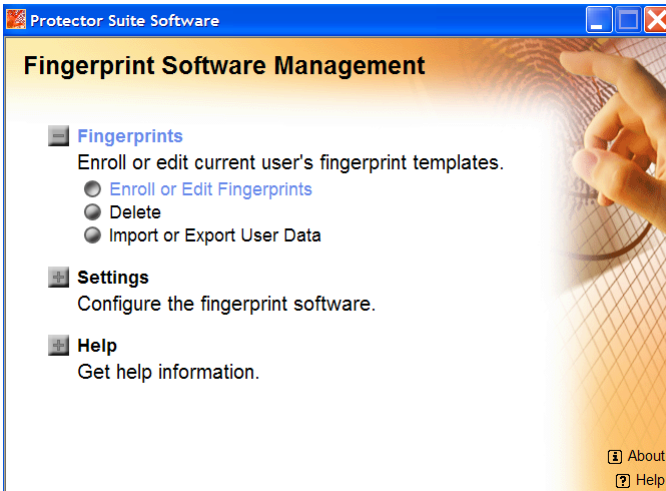 Protector Suite Software
Fingerprint Software Management
Fingerprints
Enroll or edit current user's fingerprint templates.
Enroll or Edit Fingerprints
Delete
Import or Export User Data
Settings
Configure the fingerprint software.
Help
Get help information.
About
Help